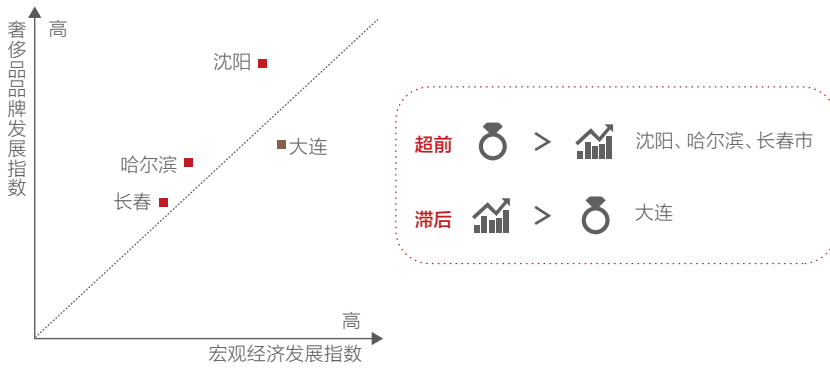 奢侈品品牌发展指数
高
沈阳
大连
哈尔滨
长春
高
宏观经济发展指数
超前 > 沈阳、哈尔滨、长春市
滞后 > 大连